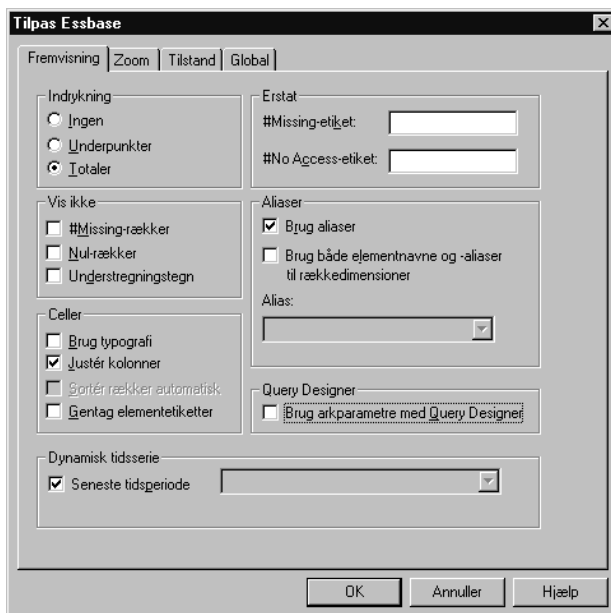 Tilpas Essbase
Fremvisning Zoom Tilstand Global
Indrykning
Ingen
Underpunkter
Totaler
Erstat
#Missing-etiket:
#No Access-etiket:
Vis ikke
#Missing-rækker
Nul-rækker
Understregningstegn
Aliaser
Brug aliaser
Brug både elementnavne og -aliaser
til rækkedimensioner
Alias:
Celler
Brug typografi
Justér kolonner
Sortér rækker automatisk
Gentag elementetiketter
Query Designer
Brug arkparametre med Query Designer
Dynamisk tidsserie
Seneste tidsperiode
OK Annuller Hjælp